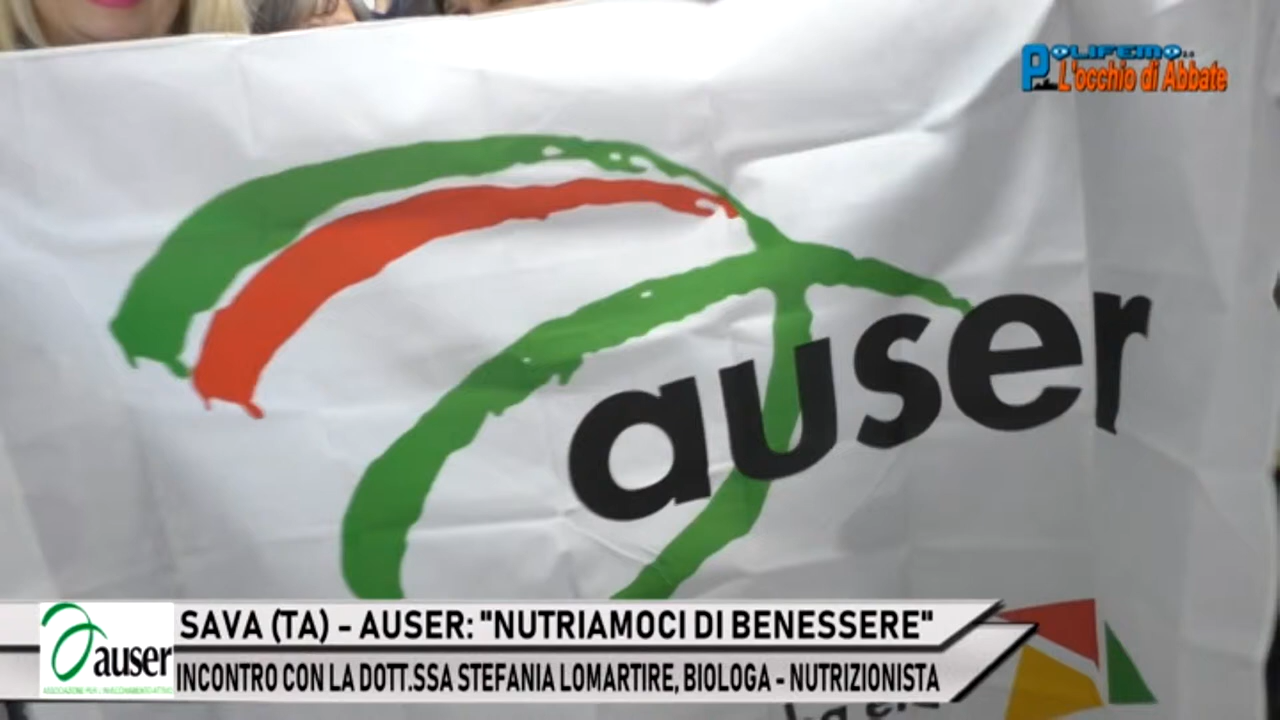 POLIFEMO
L'occhio di Abbate
auser
SAVA (TA) – AUSER: "NUTRIAMOCI DI BENESSERE"
auser
INCONTRO CON LA DOTT.SSA STEFANIA LOMARTIRE, BIOLOGA - NUTRIZIONISTA